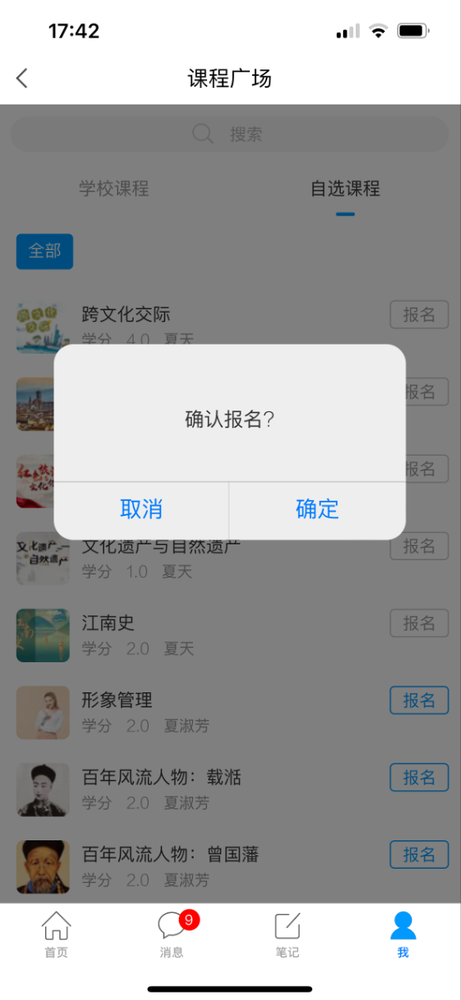 17:42
课程广场
搜索
学校课程
自选课程
全部
跨文化交际
报名
学分 4.0 夏天
报名
报名
确认报名?
取消
确定
文化遗产与自然遗产
报名
学分 1.0 夏天
江南史
报名
学分 2.0 夏天
形象管理
报名
学分 2.0 夏淑芳
百年风流人物：载湉
报名
学分 2.0 夏淑芳
百年风流人物：曾国藩
报名
学分 2.0 夏淑芳
9
首页
消息
笔记
我